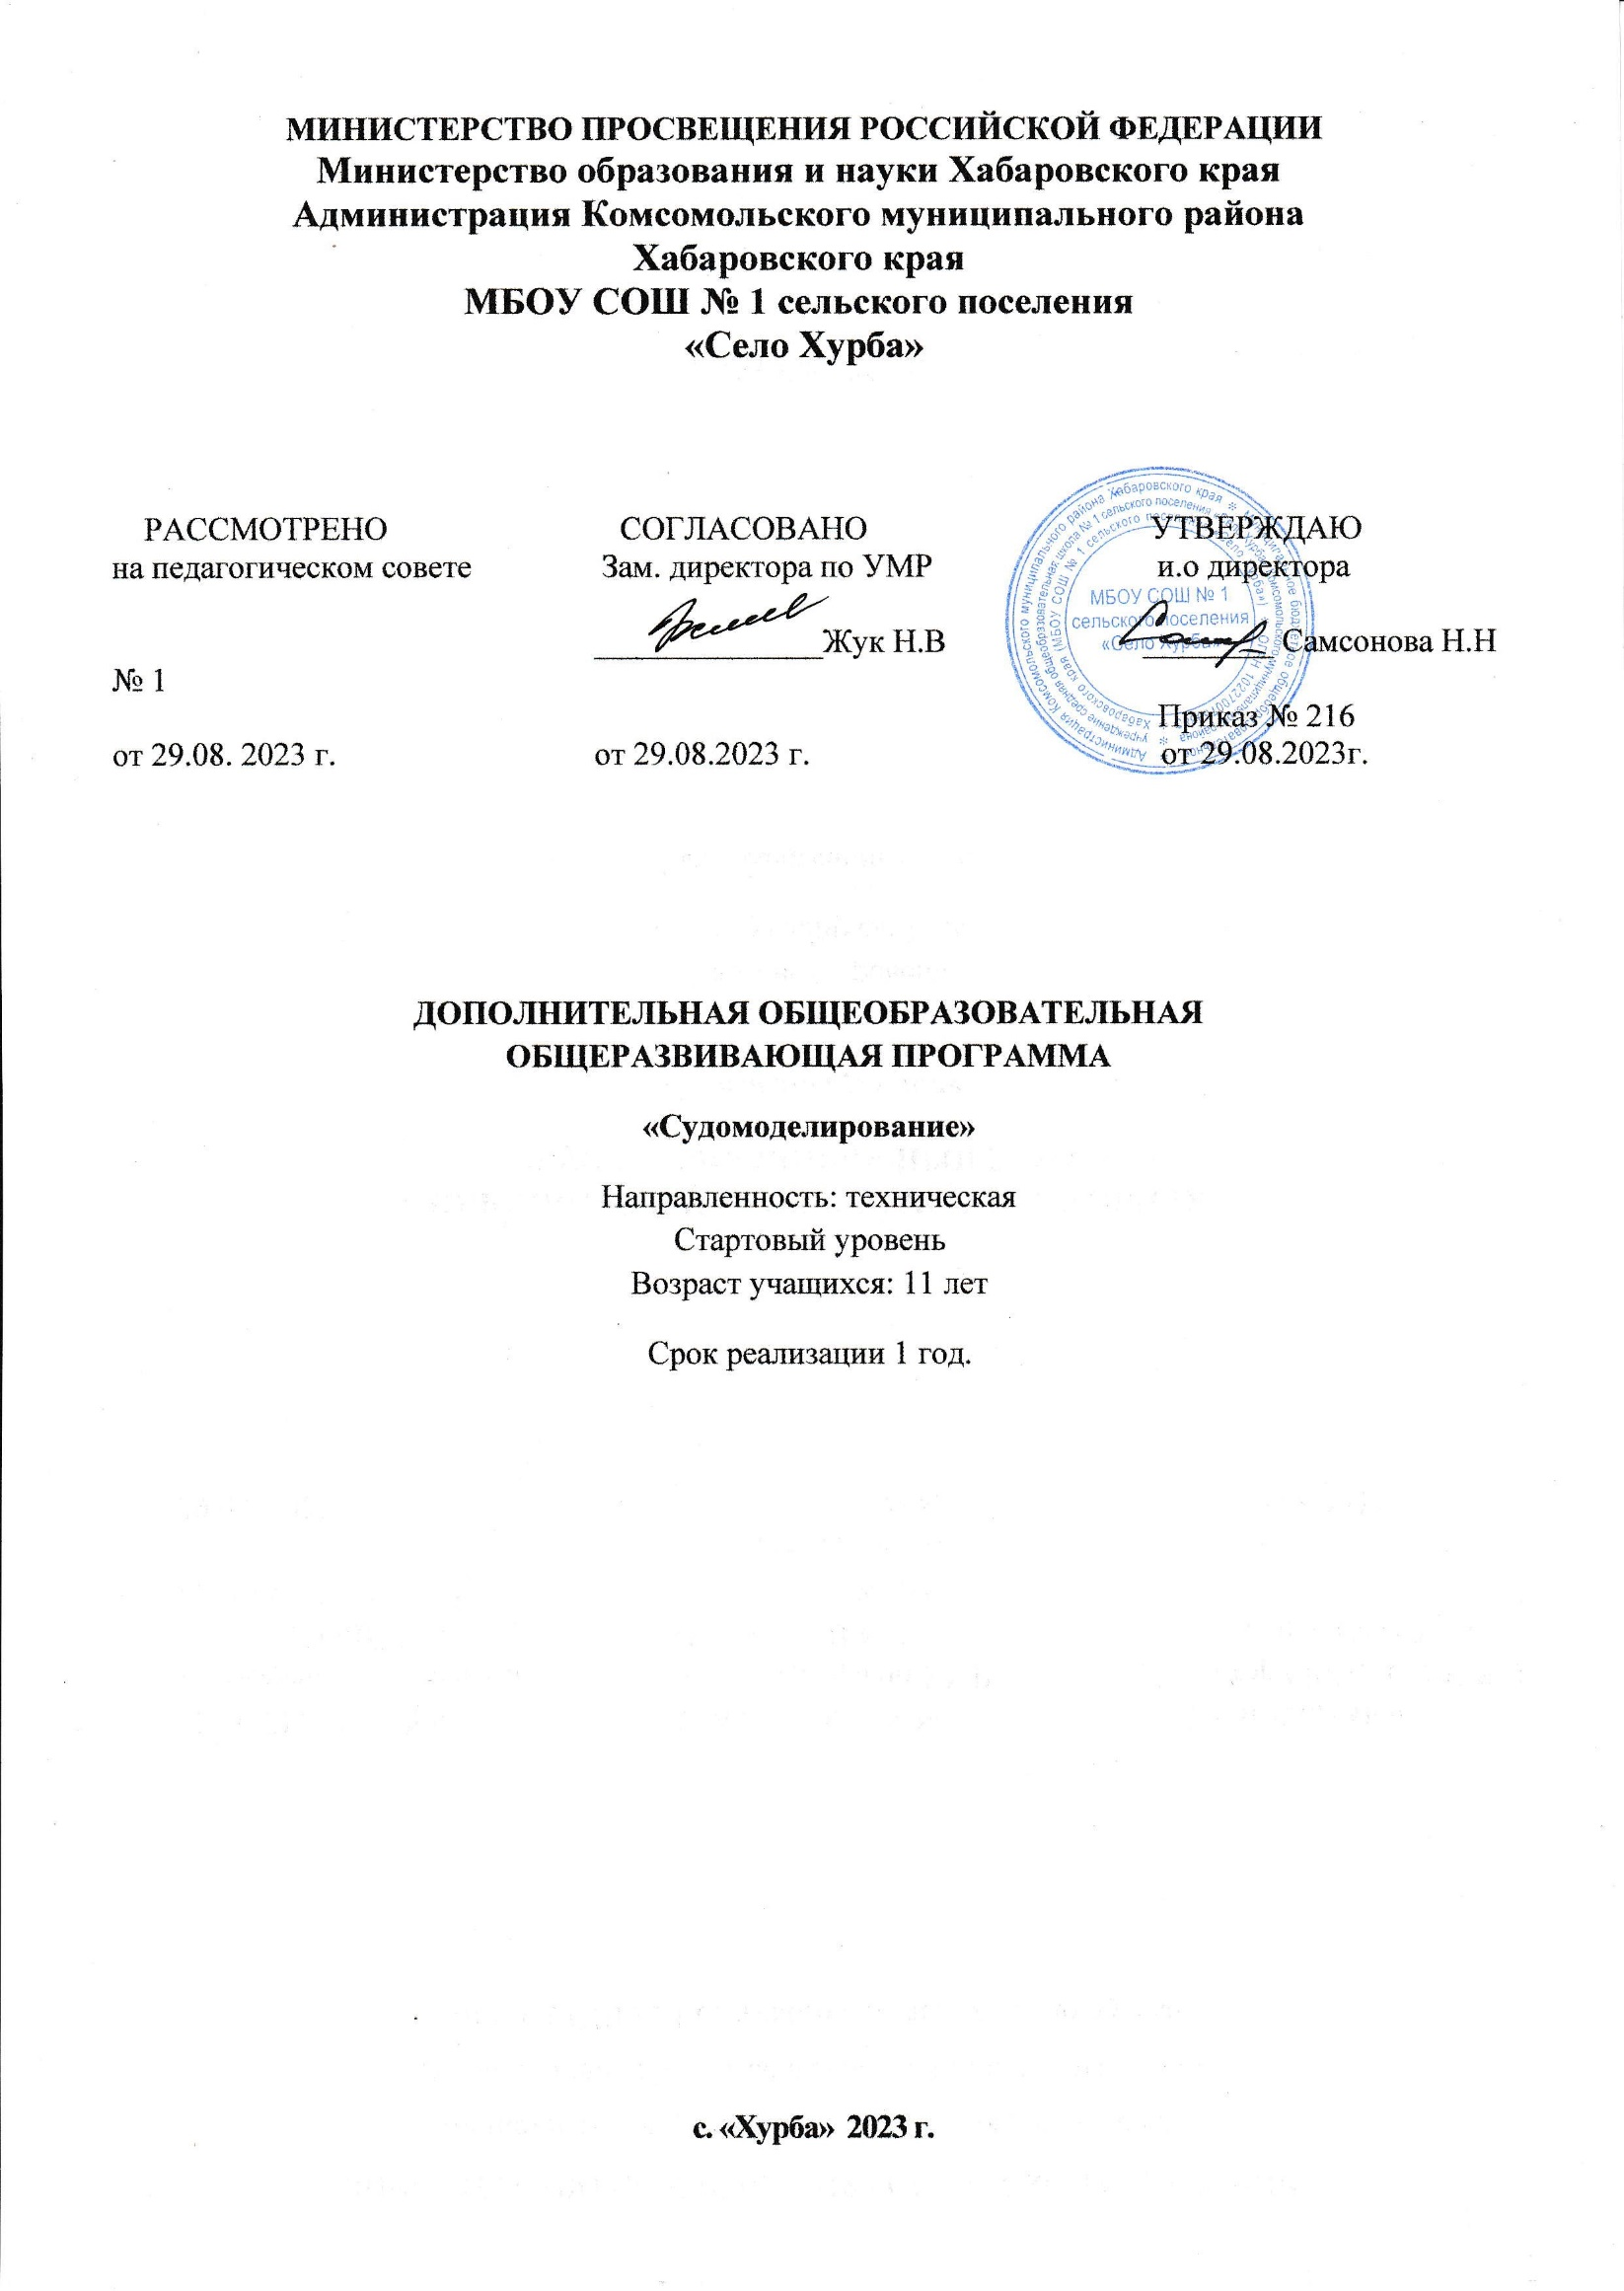 МИНИСТЕРСТВО ПРОСВЕЩЕНИЯ РОССИЙСКОЙ ФЕДЕРАЦИИ
Министерство образования и науки Хабаровского края
Администрация Комсомольского муниципального района
Хабаровского края
МБОУ СОШ № 1 сельского поселения
«Село Хурба»
РАССМОТРЕНО
на педагогическом совете
№ 1
от 29.08. 2023 г.
СОГЛАСОВАНО
Зам. директора по УМР
Жук Н.В
от 29.08.2023 г.
УТВЕРЖДАЮ
и.о директора
Самсонова Н.Н
Приказ № 216
от 29.08.2023г.
МБОУ СОШ № 1
сельского поселения
«Село Хурба»
ДОПОЛНИТЕЛЬНАЯ ОБЩЕОБРАЗОВАТЕЛЬНАЯ
ОБЩЕРАЗВИВАЮЩАЯ ПРОГРАММА
«Судомоделирование»
Направленность: техническая
Стартовый уровень
Возраст учащихся: 11 лет
Срок реализации 1 год.
с. «Хурба» 2023 г.